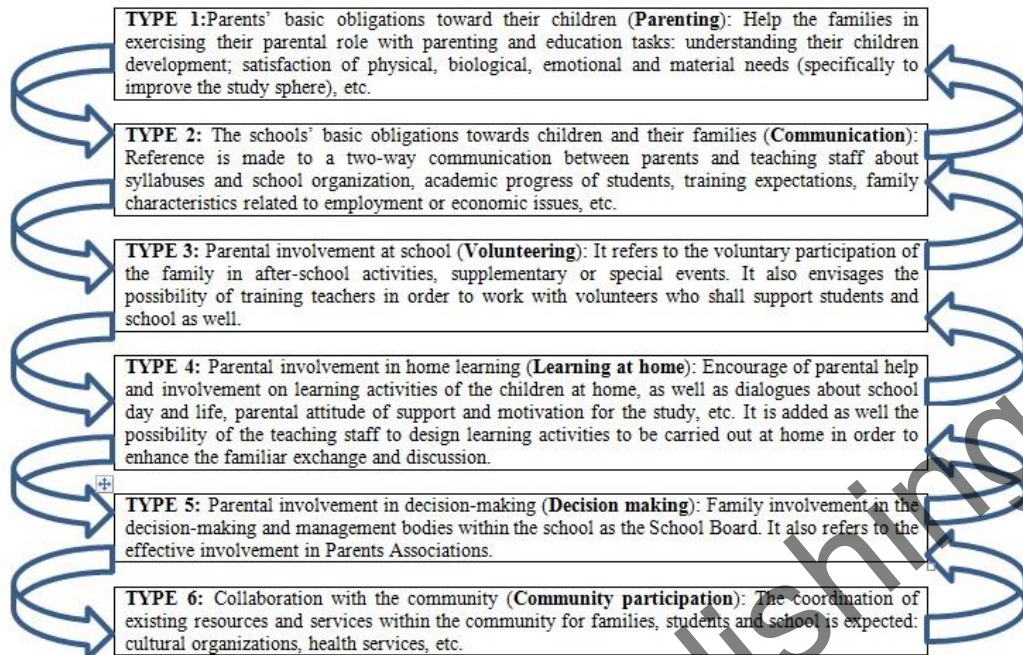 TYPE 1:Parents' basic obligations toward their children (Parenting): Help the families in
exercising their parental role with parenting and education tasks: understanding their children
development; satisfaction of physical, biological, emotional and material needs (specifically to
improve the study sphere), etc.
TYPE 2: The schools' basic obligations towards children and their families (Communication):
Reference is made to a two-way communication between parents and teaching staff about
syllabuses and school organization, academic progress of students, training expectations, family
characteristics related to employment or economic issues, etc.
TYPE 3: Parental involvement at school (Volunteering): It refers to the voluntary participation of
the family in after-school activities, supplementary or special events. It also envisages the
possibility of training teachers in order to work with volunteers who shall support students and
school as well.
TYPE 4: Parental involvement in home learning (Learning at home): Encourage of parental help
and involvement on learning activities of the children at home, as well as dialogues about school
day and life, parental attitude of support and motivation for the study, etc. It is added as well the
possibility of the teaching staff to design learning activities to be carried out at home in order to
enhance the familiar exchange and discussion.
TYPE 5: Parental involvement in decision-making (Decision making): Family involvement in the
decision-making and management bodies within the school as the School Board. It also refers to the
effective involvement in Parents Associations.
TYPE 6: Collaboration with the community (Community participation): The coordination of
existing resources and services within the community for families, students and school is expected:
cultural organizations, health services, etc.